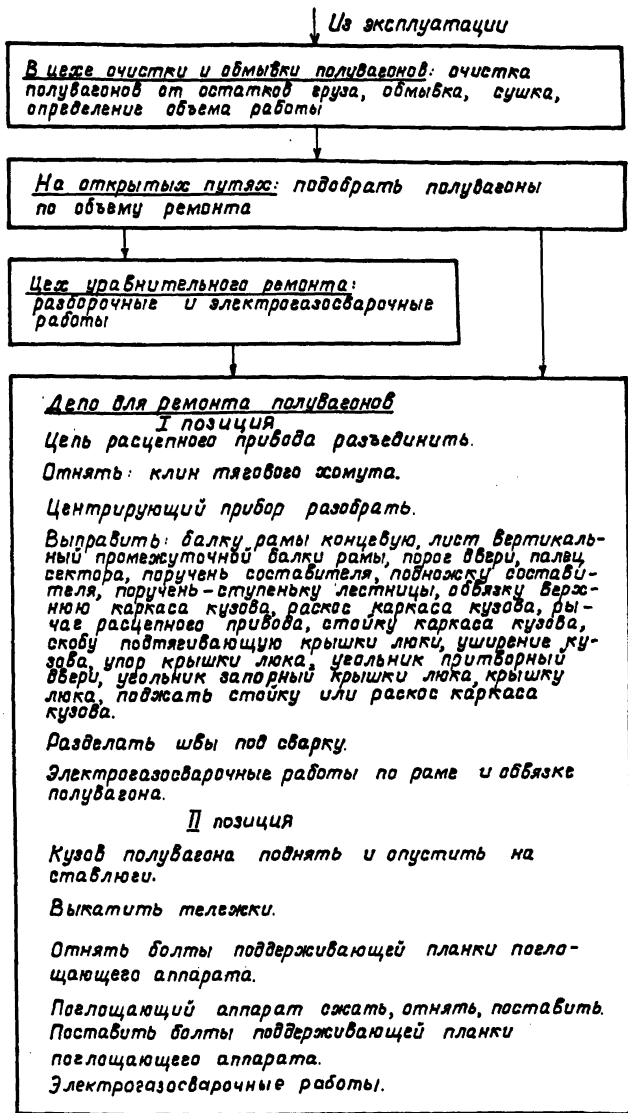 Из эксплуатации
В цехе очистки и обмывки полувагонов: очистка
полувагонов от остатков груза, обмывка, сушка,
определение объема работы
На открытых путях: подобрать полувагоны
по объему ремонта
Цех уравнительного ремонта:
разборочные и электрогазосварочные
работы
Депо для ремонта полувагонов
I позиция
Цепь расцепного привода разъединить.
Отнять: клин тягового хомута.
Центрирующий прибор разобрать.
Выправить: балку рамы концевую, лист вертикаль-
ный промежуточной балки рамы, порог двери, палец
сектора, поручень составителя, подножку состави-
теля, поручень-ступеньку лестницы, обвязку верх-
нюю каркаса кузова, раскос каркаса кузова, ры-
чаг расцепного привода, стойку каркаса кузова,
скобу подтягивающую крышки люки, уширение ку-
зова, упор крышки люка, угольник притворный
двери, угольник запорный крышки люка, крышку
люка, поджать стойку или раскос каркаса
кузова.
Разделать швы под сварку.
Электрогазосварочные работы по раме и обвязке
полувагона.
II позиция
Кузов полувагона поднять и опустить на
ставлюги.
Выкатить тележки.
Отнять болты поддерживающей планки погло-
щающего аппарата.
Поглощающий аппарат сжать, отнять, поставить.
Поставить болты поддерживающей планки
поглощающего аппарата.
Электрогазосварочные работы.